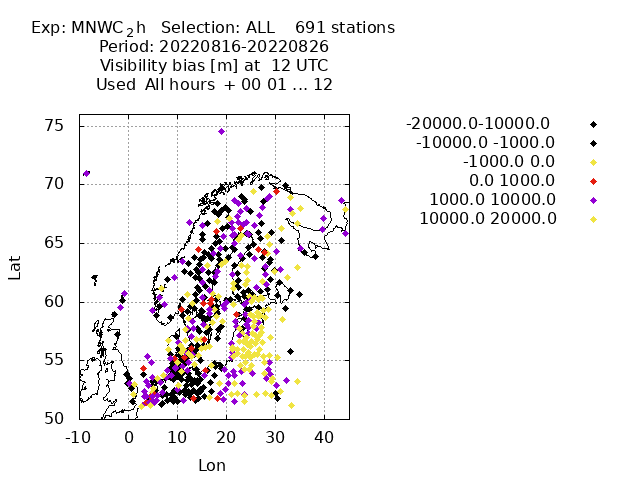 Exp: MNWC₂h Selection: ALL 691 stations
Period: 20220816-20220826
Visibility bias [m] at 12 UTC
Used All hours + 00 01 ... 12
-20000.0-10000.0
-10000.0 -1000.0
-1000.0 0.0
0.0 1000.0
1000.0 10000.0
10000.0 20000.0
75
70
65
60
55
50
Lat
-10 0 10 20 30 40
Lon